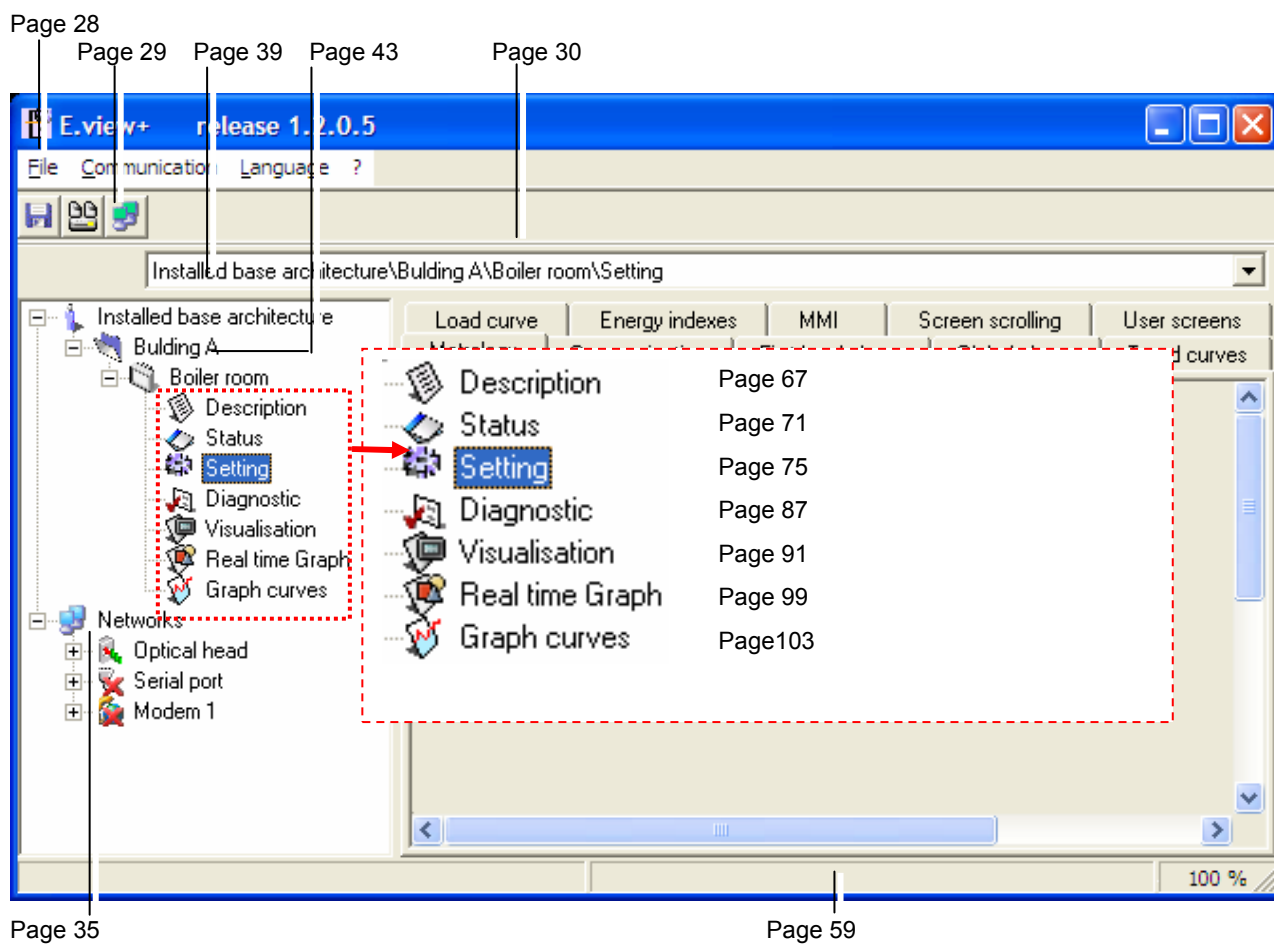 Page 28
Page 29 Page 39 Page 43 Page 30
E.view+ release 1.2.0.5
File Communication Language ?
Installed base architecture\Bulding A\Boiler room\Setting
Installed base architecture
Bulding A
Boiler room
Description
Status
Setting
Diagnostic
Visualisation
Real time Graph
Graph curves
Networks
Optical head
Serial port
Modem 1
Load curve Energy indexes MMI Screen scrolling User screens
curves
Description Page 67
Status Page 71
Setting Page 75
Diagnostic Page 87
Visualisation Page 91
Real time Graph Page 99
Graph curves Page103
100 %
Page 35 Page 59